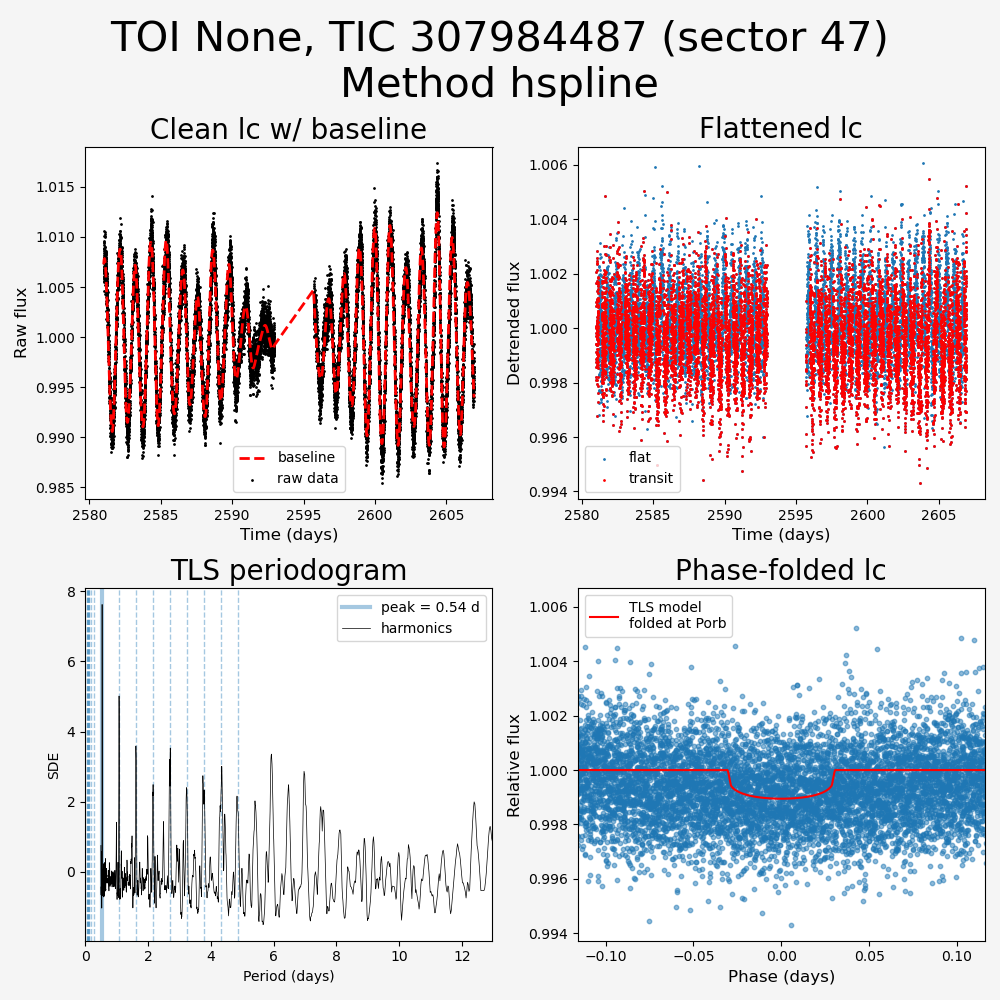 TOI None, TIC 307984487 (sector 47)
Method hspline
Clean lc w/ baseline
Raw flux
1.015
1.010
1.005
1.000
0.995
0.990
0.985
baseline
raw data
2580 2585 2590 2595 2600 2605
Time (days)
Flattened lc
Detrended flux
1.006
1.004
1.002
1.000
0.998
0.996
0.994
flat
transit
2580 2585 2590 2595 2600 2605
Time (days)
TLS periodogram
SDE
8
6
4
2
0
peak = 0.54 d
harmonics
0 2 4 6 8 10 12
Period (days)
Phase-folded lc
Relative flux
1.006
1.004
1.002
1.000
0.998
0.996
0.994
TLS model
folded at Porb
−0.10 −0.05 0.00 0.05 0.10
Phase (days)